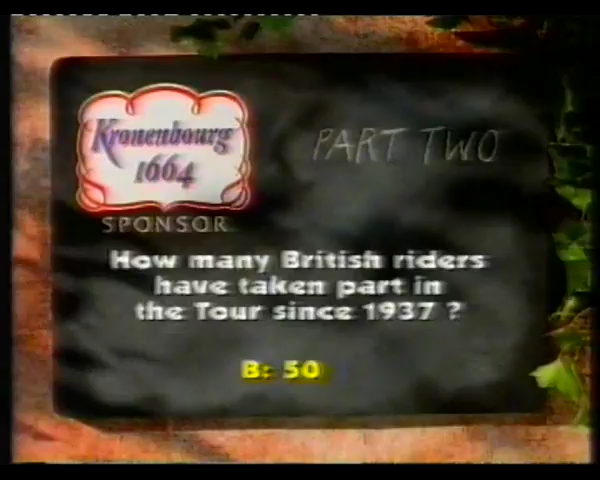 Kronenbourg
1664
SPONSOR
PART TWO
How many British riders
have taken part in
the Tour since 1937 ?
B: 50